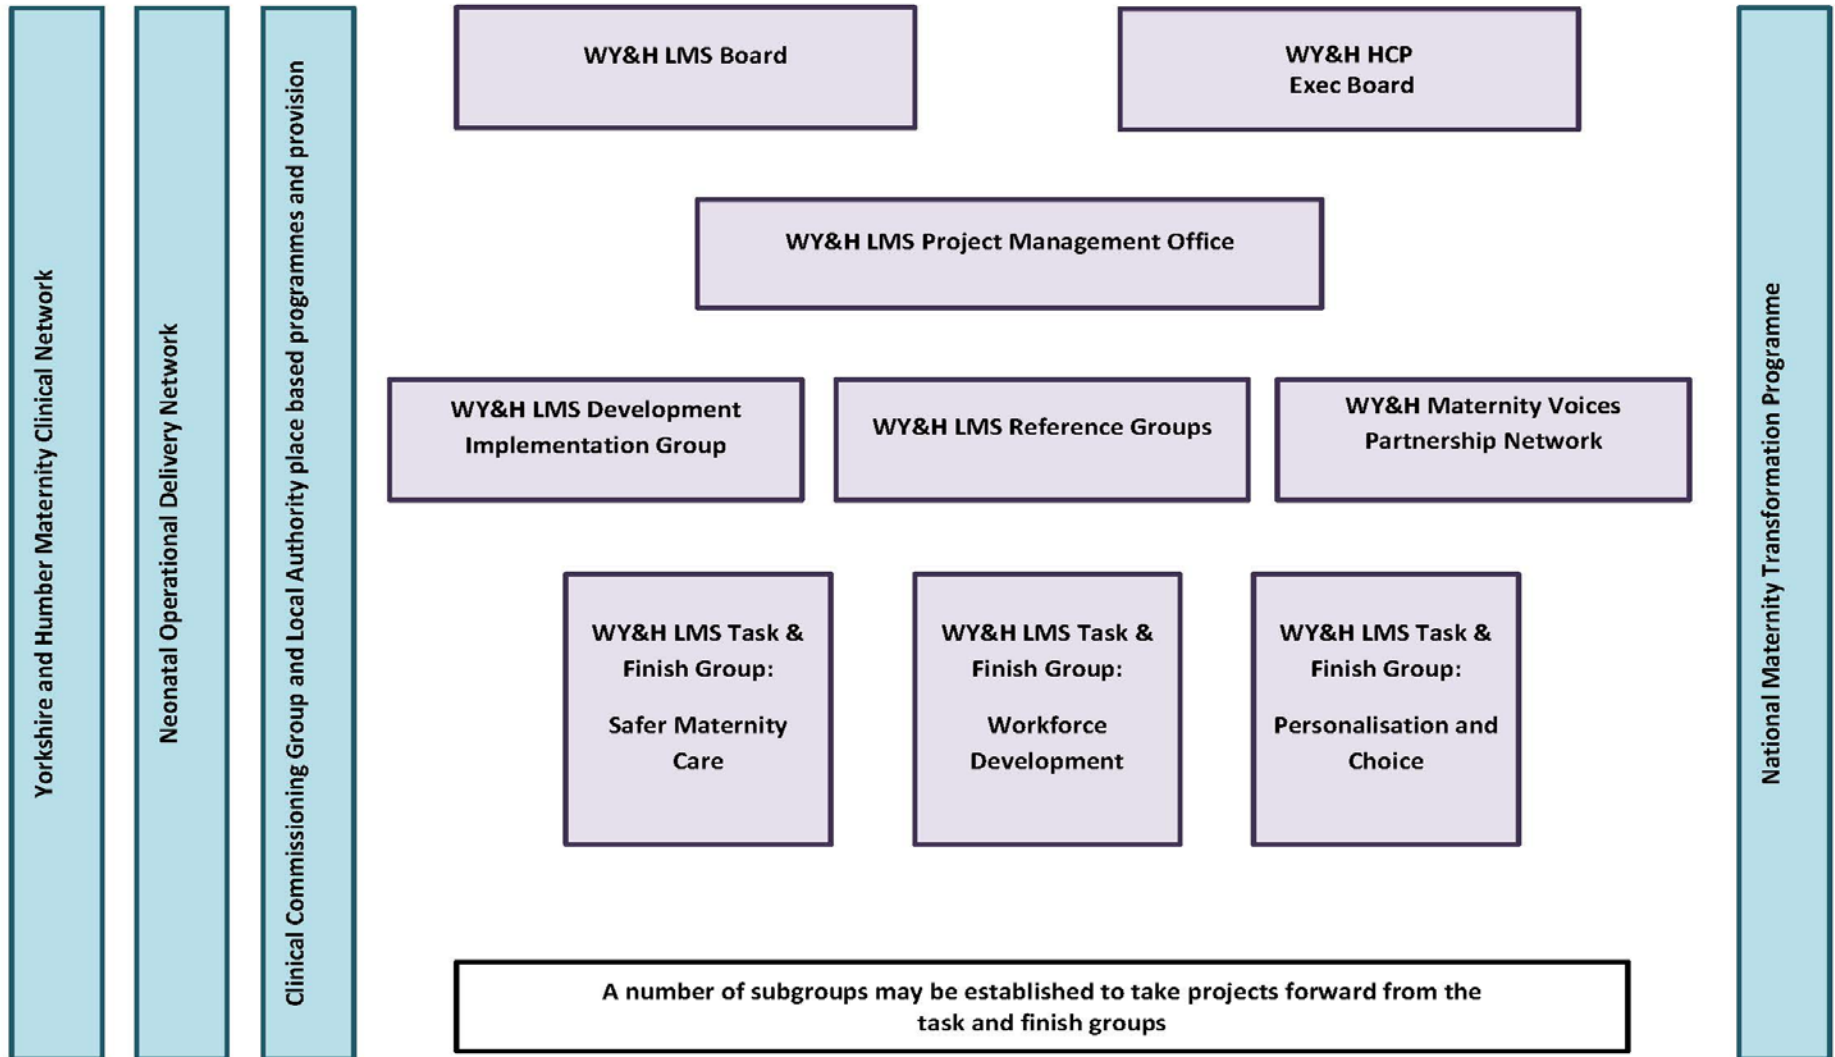 Yorkshire and Humber Maternity Clinical Network
Neonatal Operational Delivery Network
Clinical Commissioning Group and Local Authority place based programmes and provision
WY&H LMS Board
WY&H HCP
Exec Board
WY&H LMS Project Management Office
WY&H LMS Development
Implementation Group
WY&H LMS Reference Groups
WY&H Maternity Voices
Partnership Network
WY&H LMS Task &
Finish Group:
Safer Maternity
Care
WY&H LMS Task &
Finish Group:
Workforce
Development
WY&H LMS Task &
Finish Group:
Personalisation and
Choice
A number of subgroups may be established to take projects forward from the
task and finish groups
National Maternity Transformation Programme